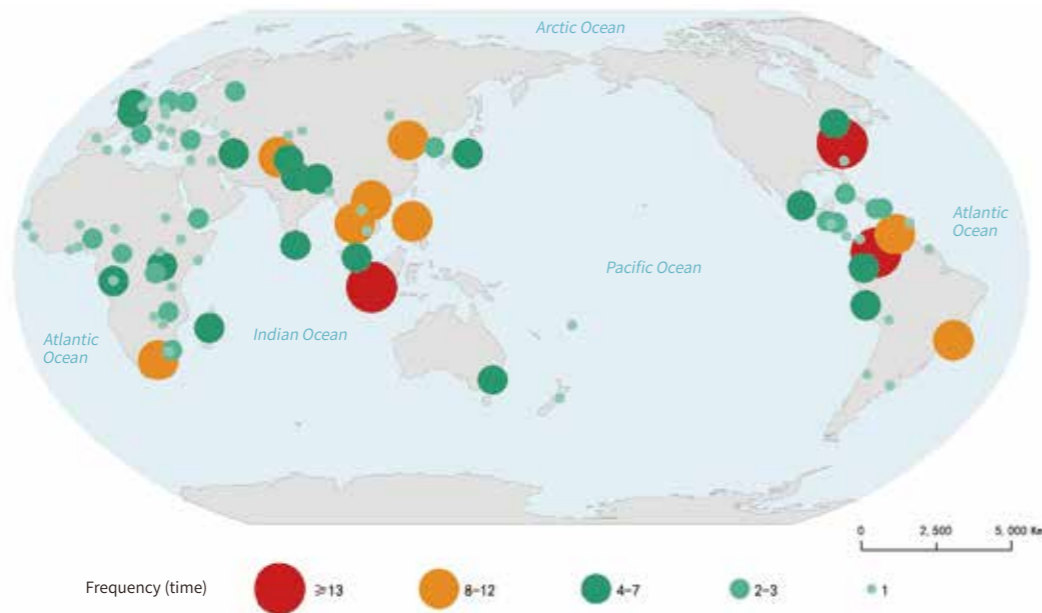 Arctic Ocean
Atlantic
Ocean
Pacific Ocean
Indian Ocean
Atlantic
Ocean
0 2,500 5,000 Km
Frequency (time) ≥13 8-12 4-7 2-3 1